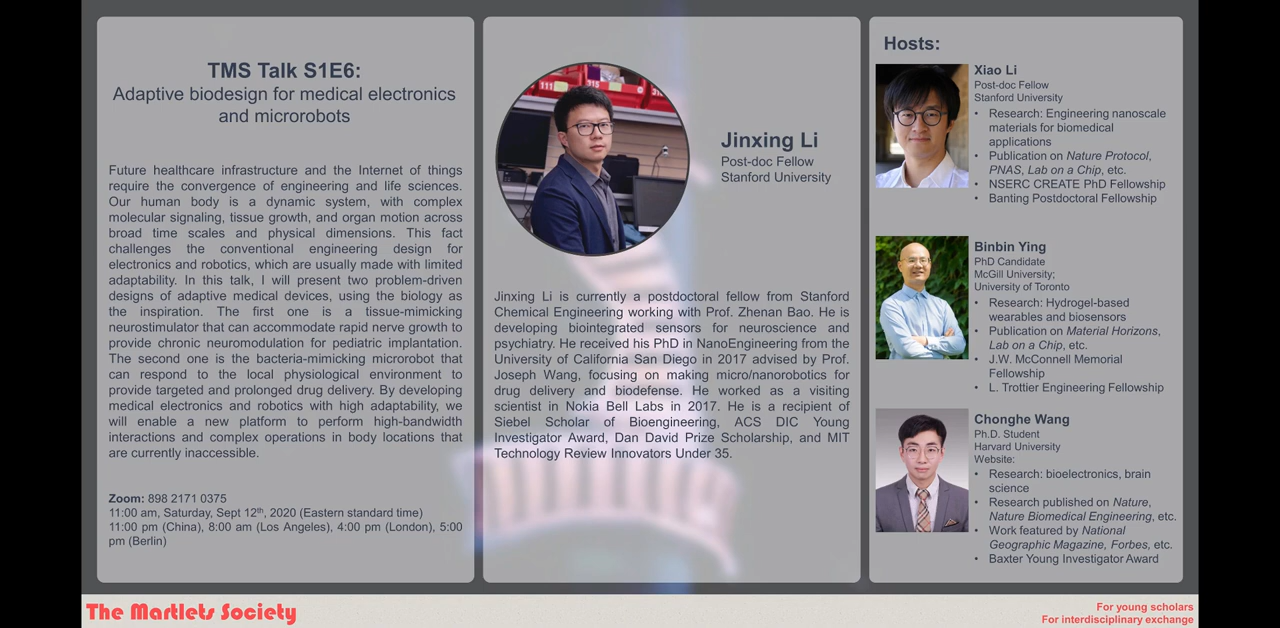 TMS Talk S1E6:
Adaptive biodesign for medical electronics
and microrobots
Future healthcare infrastructure and the Internet of things
require the convergence of engineering and life sciences.
Our human body is a dynamic system, with complex
molecular signaling, tissue growth, and organ motion across
broad time scales and physical dimensions. This fact
challenges the conventional engineering design for
electronics and robotics, which are usually made with limited
adaptability. In this talk, I will present two problem-driven
designs of adaptive medical devices, using the biology as
the inspiration. The first one is a tissue-mimicking
neurostimulator that can accommodate rapid nerve growth to
provide chronic neuromodulation for pediatric implantation.
The second one is the bacteria-mimicking microrobot that
can respond to the local physiological environment to
provide targeted and prolonged drug delivery. By developing
medical electronics and robotics with high adaptability, we
will enable a new platform to perform high-bandwidth
interactions and complex operations in body locations that
are currently inaccessible.
Zoom: 898 2171 0375
11:00 am, Saturday, Sept 12th, 2020 (Eastern standard time)
11:00 pm (China), 8:00 am (Los Angeles), 4:00 pm (London), 5:00
pm (Berlin)
111
315
310
Jinxing Li
Post-doc Fellow
Stanford University
Jinxing Li is currently a postdoctoral fellow from Stanford
Chemical Engineering working with Prof. Zhenan Bao. He is
developing biointegrated sensors for neuroscience and
psychiatry. He received his PhD in NanoEngineering from the
University of California San Diego in 2017 advised by Prof.
Joseph Wang, focusing on making micro/nanorobotics for
drug delivery and biodefense. He worked as a visiting
scientist in Nokia Bell Labs in 2017. He is a recipient of
Siebel Scholar of Bioengineering, ACS DIC Young
Investigator Award, Dan David Prize Scholarship, and MIT
Technology Review Innovators Under 35.
Hosts:
Xiao Li
Post-doc Fellow
Stanford University
• Research: Engineering nanoscale
materials for biomedical
applications
• Publication on Nature Protocol,
PNAS, Lab on a Chip, etc.
• NSERC CREATE PhD Fellowship
• Banting Postdoctoral Fellowship
Binbin Ying
PhD Candidate
McGill University;
University of Toronto
• Research: Hydrogel-based
wearables and biosensors
• Publication on Material Horizons,
Lab on a Chip, etc.
• J.W. McConnell Memorial
Fellowship
• L. Trottier Engineering Fellowship
Chonghe Wang
Ph.D. Student
Harvard University
Website:
• Research: bioelectronics, brain
science
• Research published on Nature,
Nature Biomedical Engineering, etc.
• Work featured by National
Geographic Magazine, Forbes, etc.
• Baxter Young Investigator Award
The Martlets Society
For young scholars
For interdisciplinary exchange